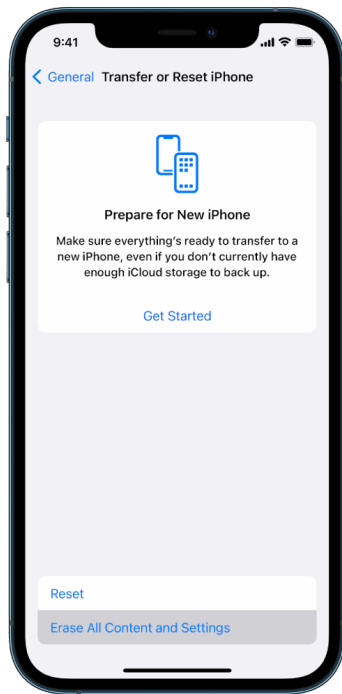 9:41
General Transfer or Reset iPhone
Prepare for New iPhone
Make sure everything's ready to transfer to a
new iPhone, even if you don't currently have
enough iCloud storage to back up.
Get Started
Reset
Erase All Content and Settings